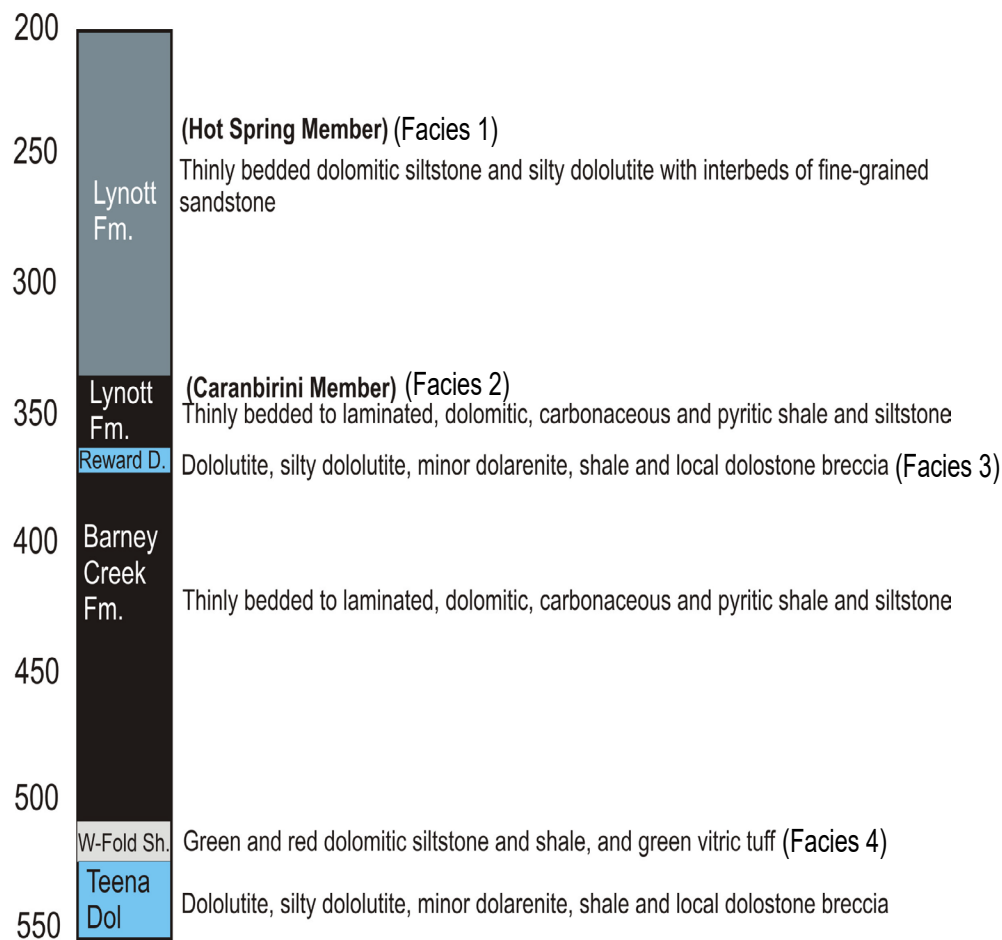 200
(Hot Spring Member) (Facies 1)
250
Thinly bedded dolomitic siltstone and silty dololutite with interbeds of fine-grained
sandstone
Lynott
Fm.
300
(Caranbirini Member) (Facies 2)
Lynott
Fm.
350
Thinly bedded to laminated, dolomitic, carbonaceous and pyritic shale and siltstone
Reward D.
Dololutite, silty dololutite, minor dolarenite, shale and local dolostone breccia (Facies 3)
400
Barney
Creek
Fm.
Thinly bedded to laminated, dolomitic, carbonaceous and pyritic shale and siltstone
450
500
W-Fold Sh.
Green and red dolomitic siltstone and shale, and green vitric tuff (Facies 4)
Teena
Dol
Dololutite, silty dololutite, minor dolarenite, shale and local dolostone breccia
550